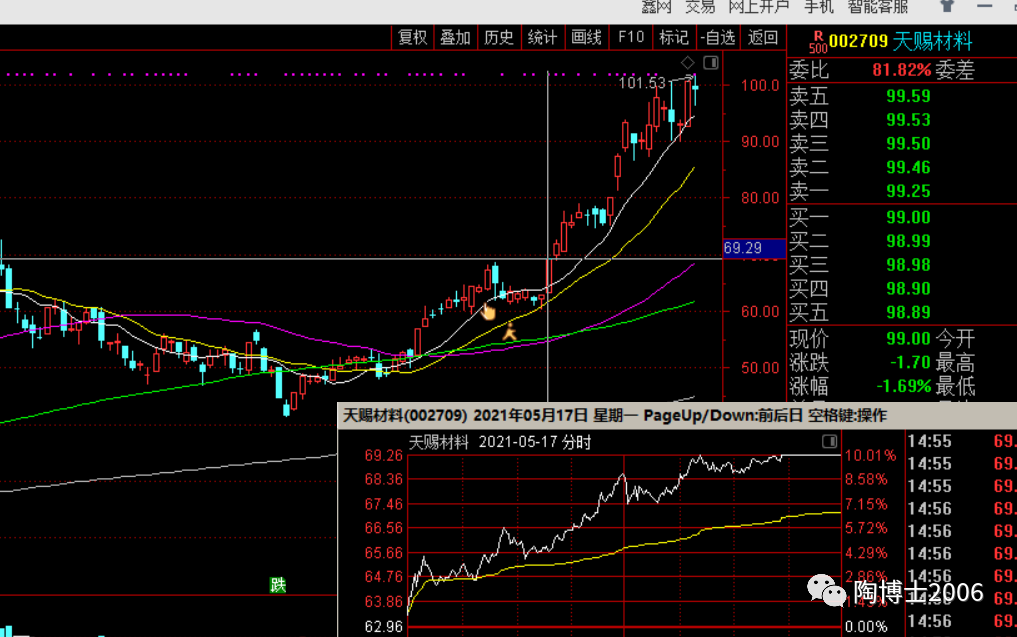 鑫网 交易 网上开户 手机 智能客服
复权 叠加 历史 统计 画线 F10 标记 -自选 返回
R
500
002709 天赐材料
委比 81.82% 委差
卖五 99.59
卖四 99.53
卖三 99.50
卖二 99.46
卖一 99.25
买一 99.00
买二 98.99
买三 98.98
买四 98.90
买五 98.89
现价 99.00 今开
涨跌 -1.70 最高
涨幅 -1.69% 最低
101.53
100.0
90.00
80.00
69.29
60.00
50.00
跌
天赐材料(002709) 2021年05月17日 星期一 PageUp/Down:前后日 空格键:操作
天赐材料 2021-05-17 分时
69.26 10.01%
68.36 8.58%
67.46 7.15%
66.56 5.72%
65.66 4.29%
64.76 2.86%
63.86 1.43%
62.96 0.00%
14:55 69.
14:55 69.
14:55 69.
14:56 69.
14:56 69.
14:56 69.
14:56 69.
14:56 69.
14:56 69.
陶博士2006